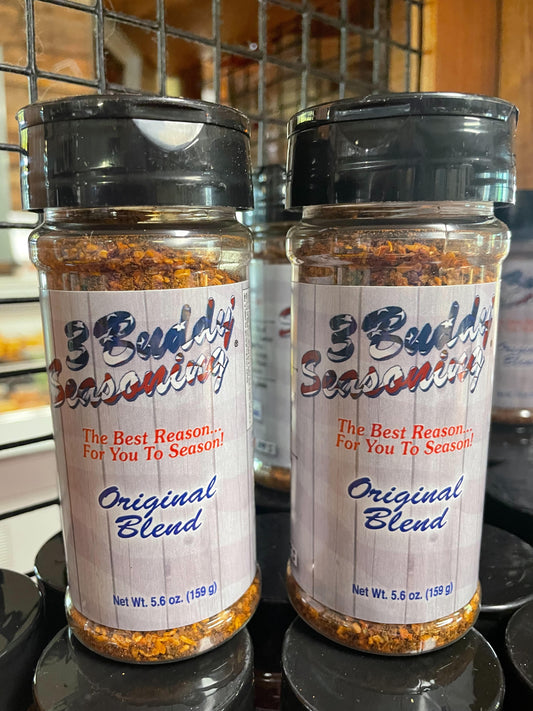 3 Buddy's
Seasoning
The Best Reason...
For You To Season!
Original
Blend
Net Wt. 5.6 oz. (159 g)
3 Buddy's
Seasoning
The Best Reason...
For You To Season!
Original
Blend
Net Wt. 5.6 oz. (159 g)